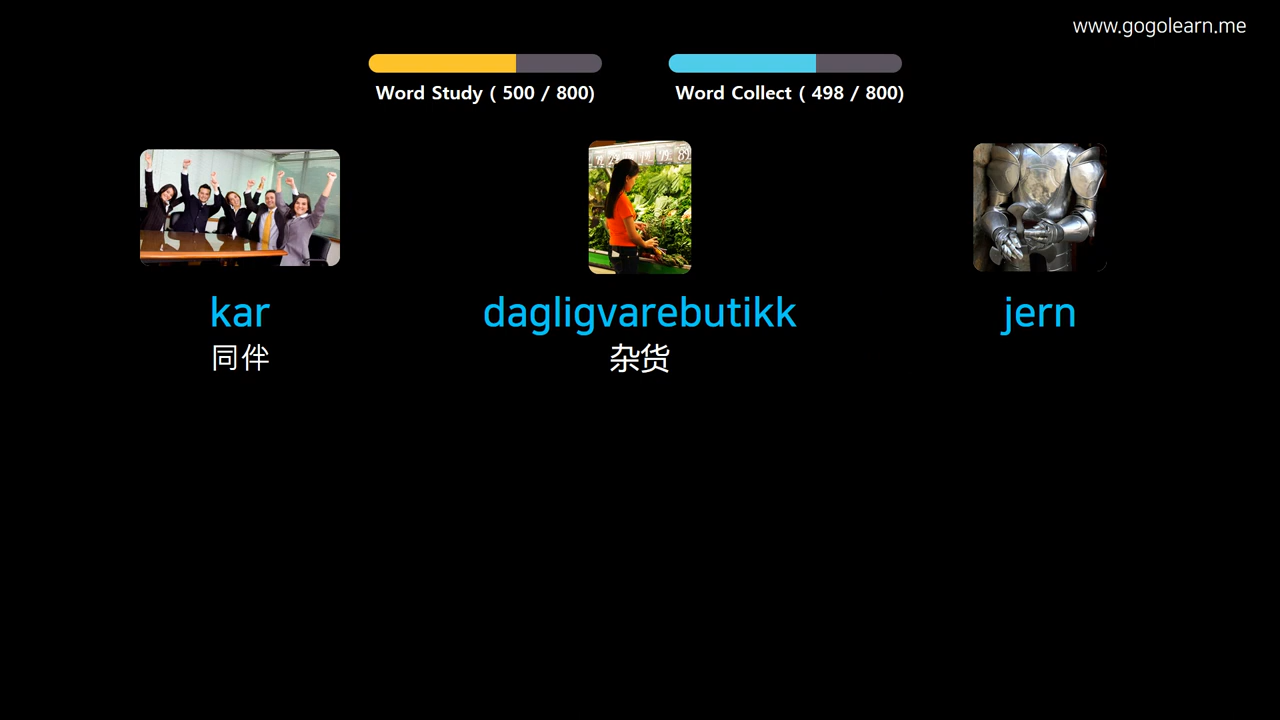 www.gogolearn.me
Word Study ( 500 / 800)
Word Collect ( 498 / 800)
kar
同伴
dagligvarebutikk
杂货
jern